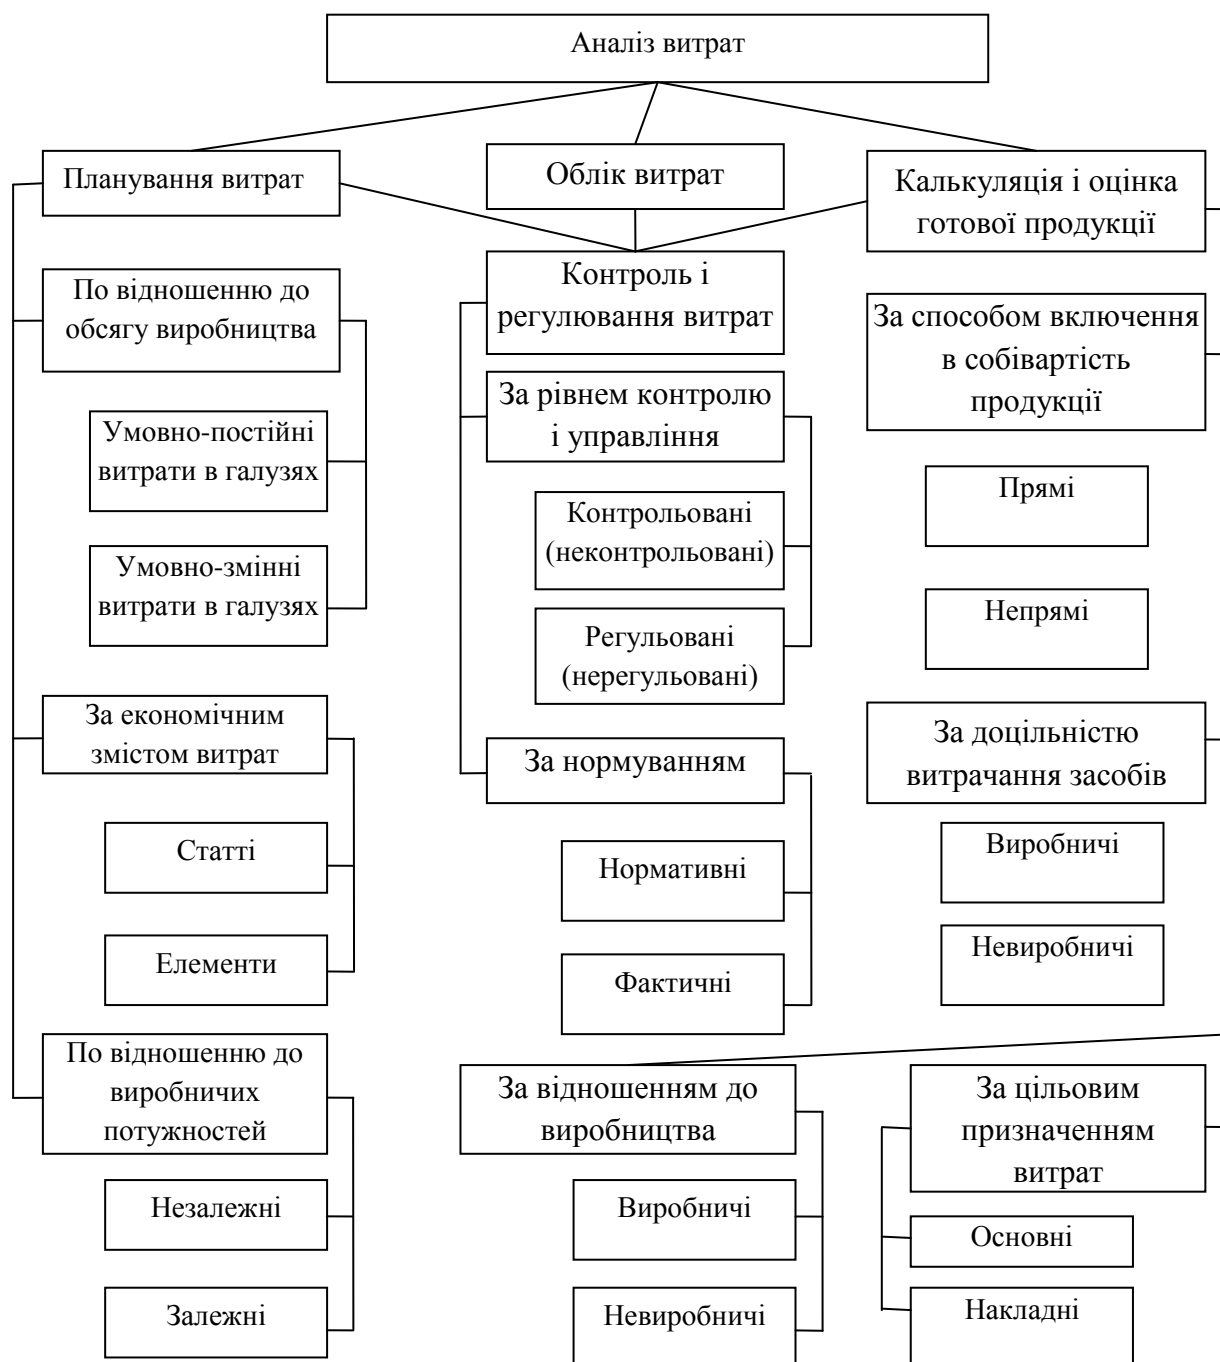 Аналіз витрат
Планування витрат
Облік витрат
Калькуляція і оцінка
готової продукції
По відношенню до
обсягу виробництва
Умовно-постійні
витрати в галузях
Умовно-змінні
витрати в галузях
За економічним
змістом витрат
Статті
Елементи
По відношенню до
виробничих
потужностей
Незалежні
Залежні
Контроль і
регулювання витрат
За рівнем контролю
і управління
Контрольовані
(неконтрольовані)
Регульовані
(нерегульовані)
За нормуванням
Нормативні
Фактичні
За способом включення
в собівартість
продукції
Прямі
Непрямі
За доцільністю
витрачання засобів
Виробничі
Невиробничі
За відношенням до
виробництва
Виробничі
Невиробничі
За цільовим
призначенням
витрат
Основні
Накладні